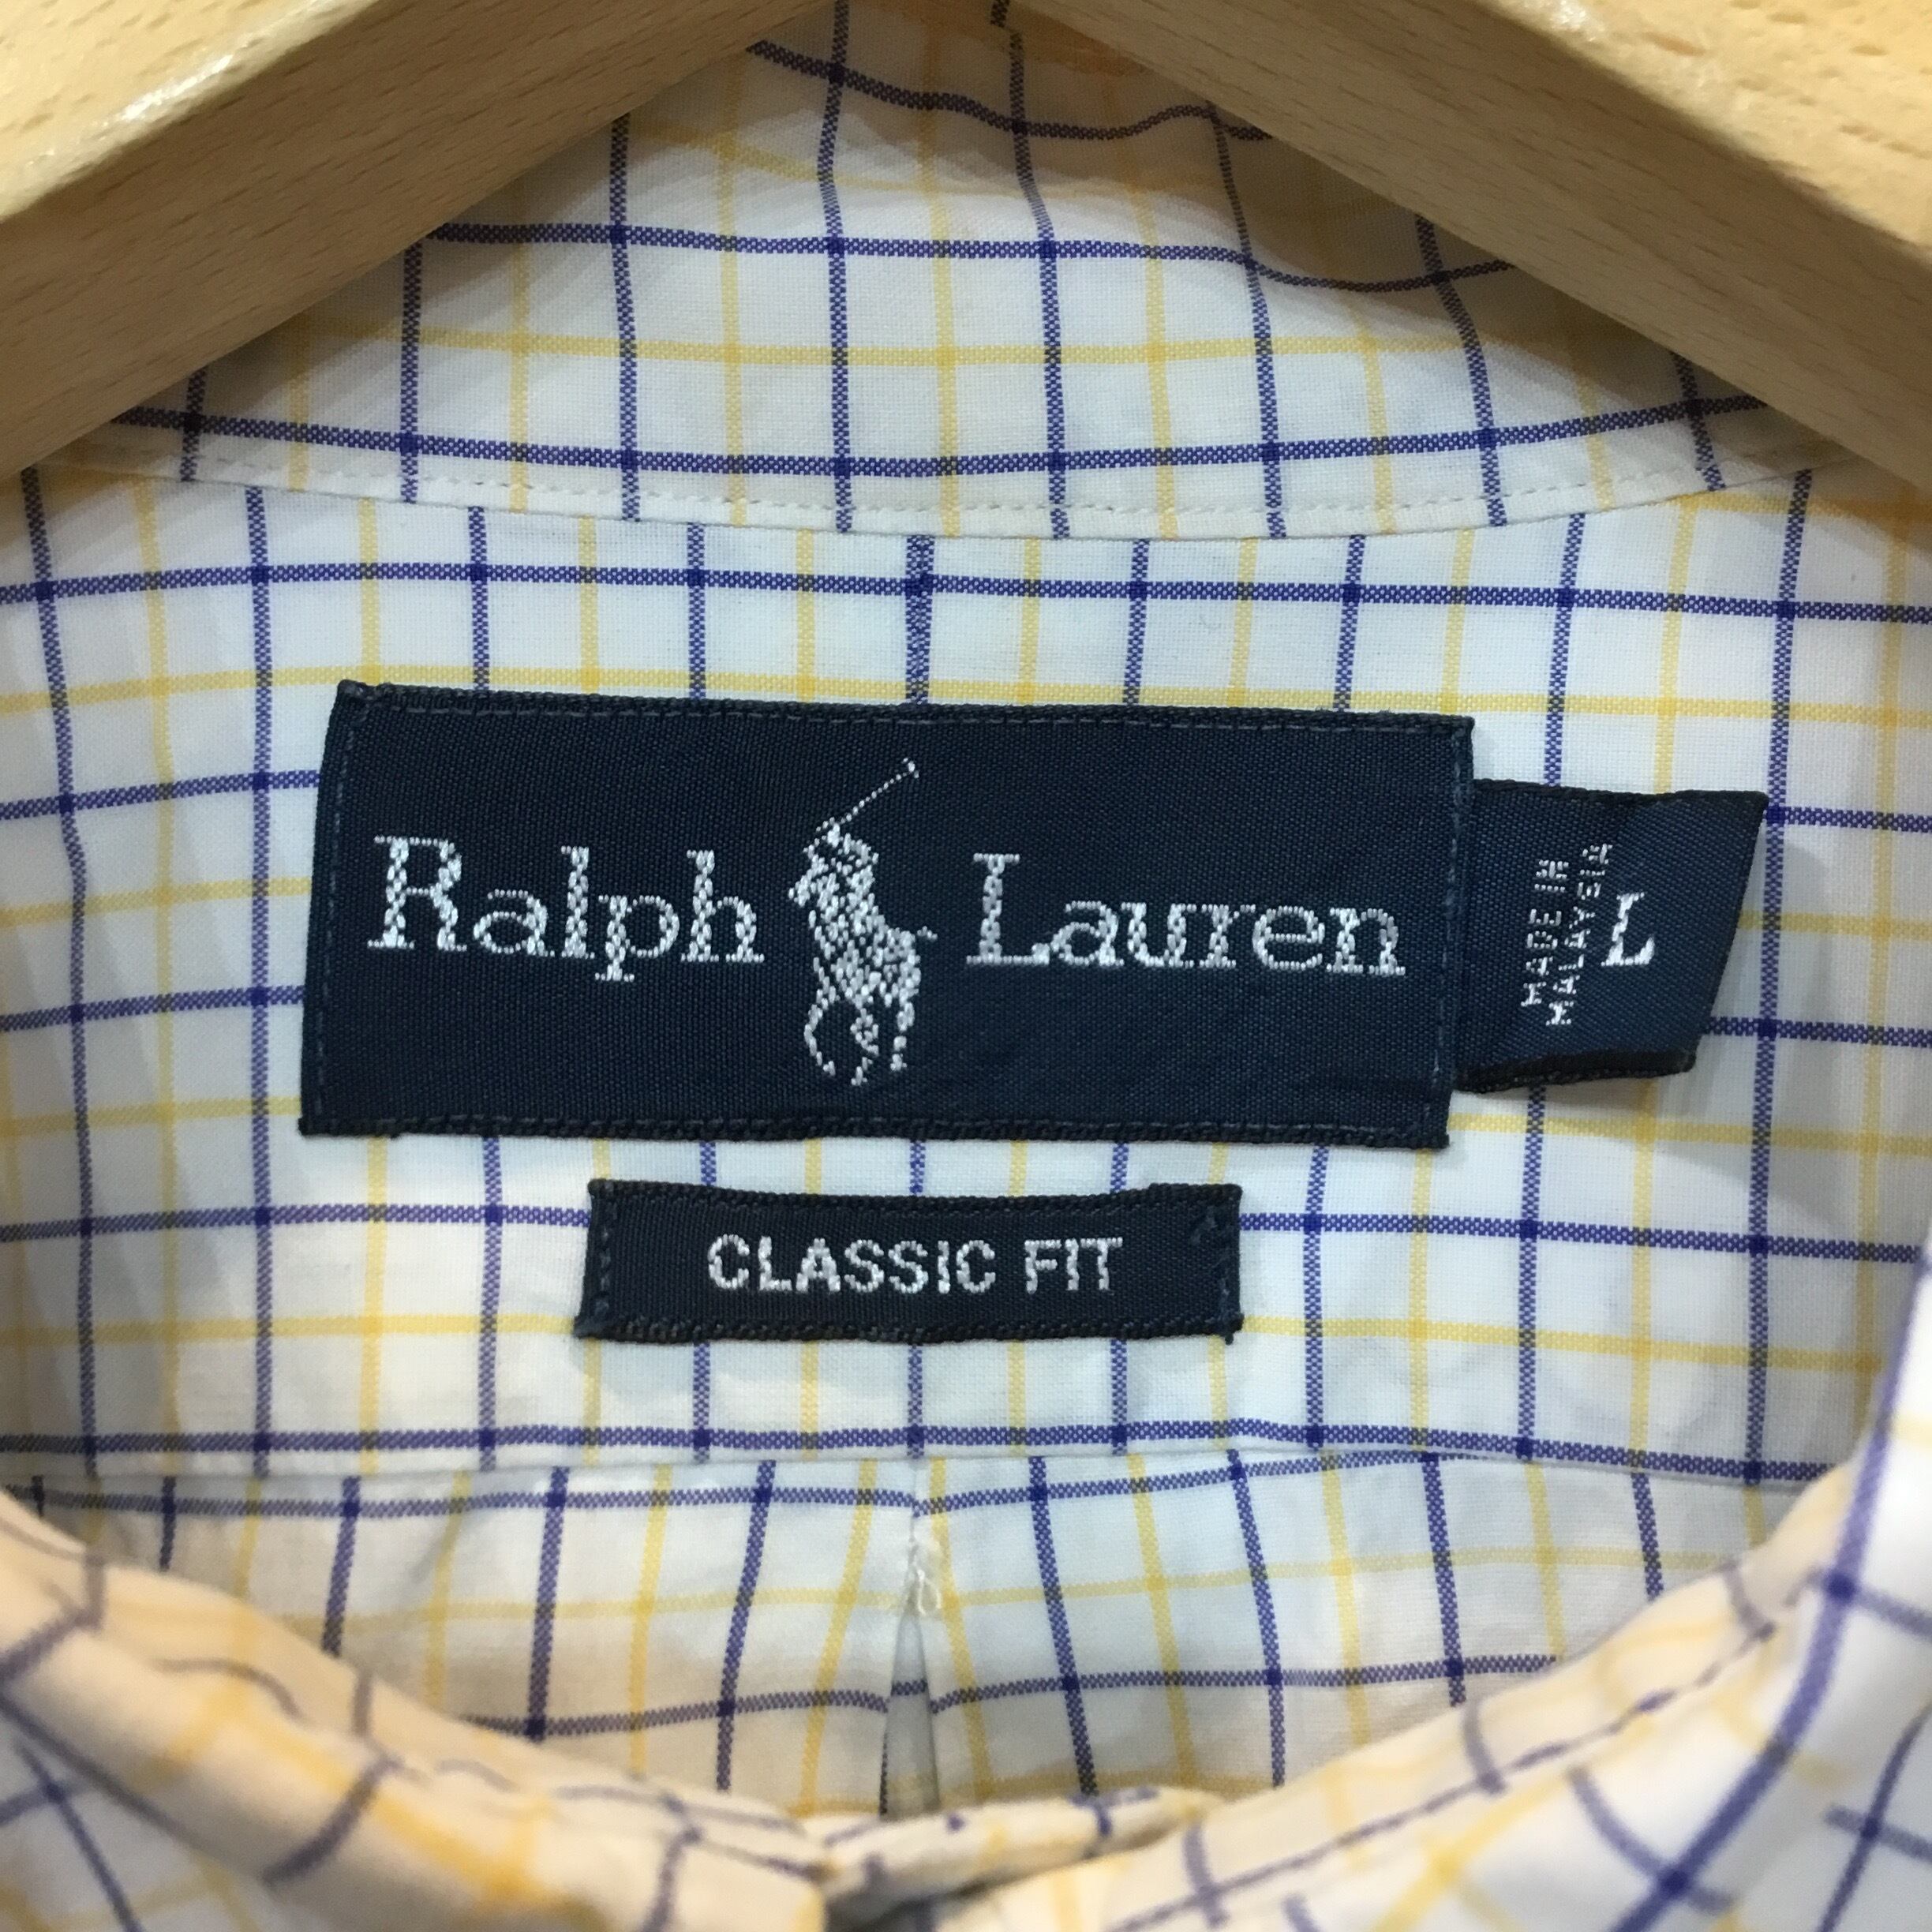 Ralph Lauren
MADE IN
MALAYSIA
L
CLASSIC FIT